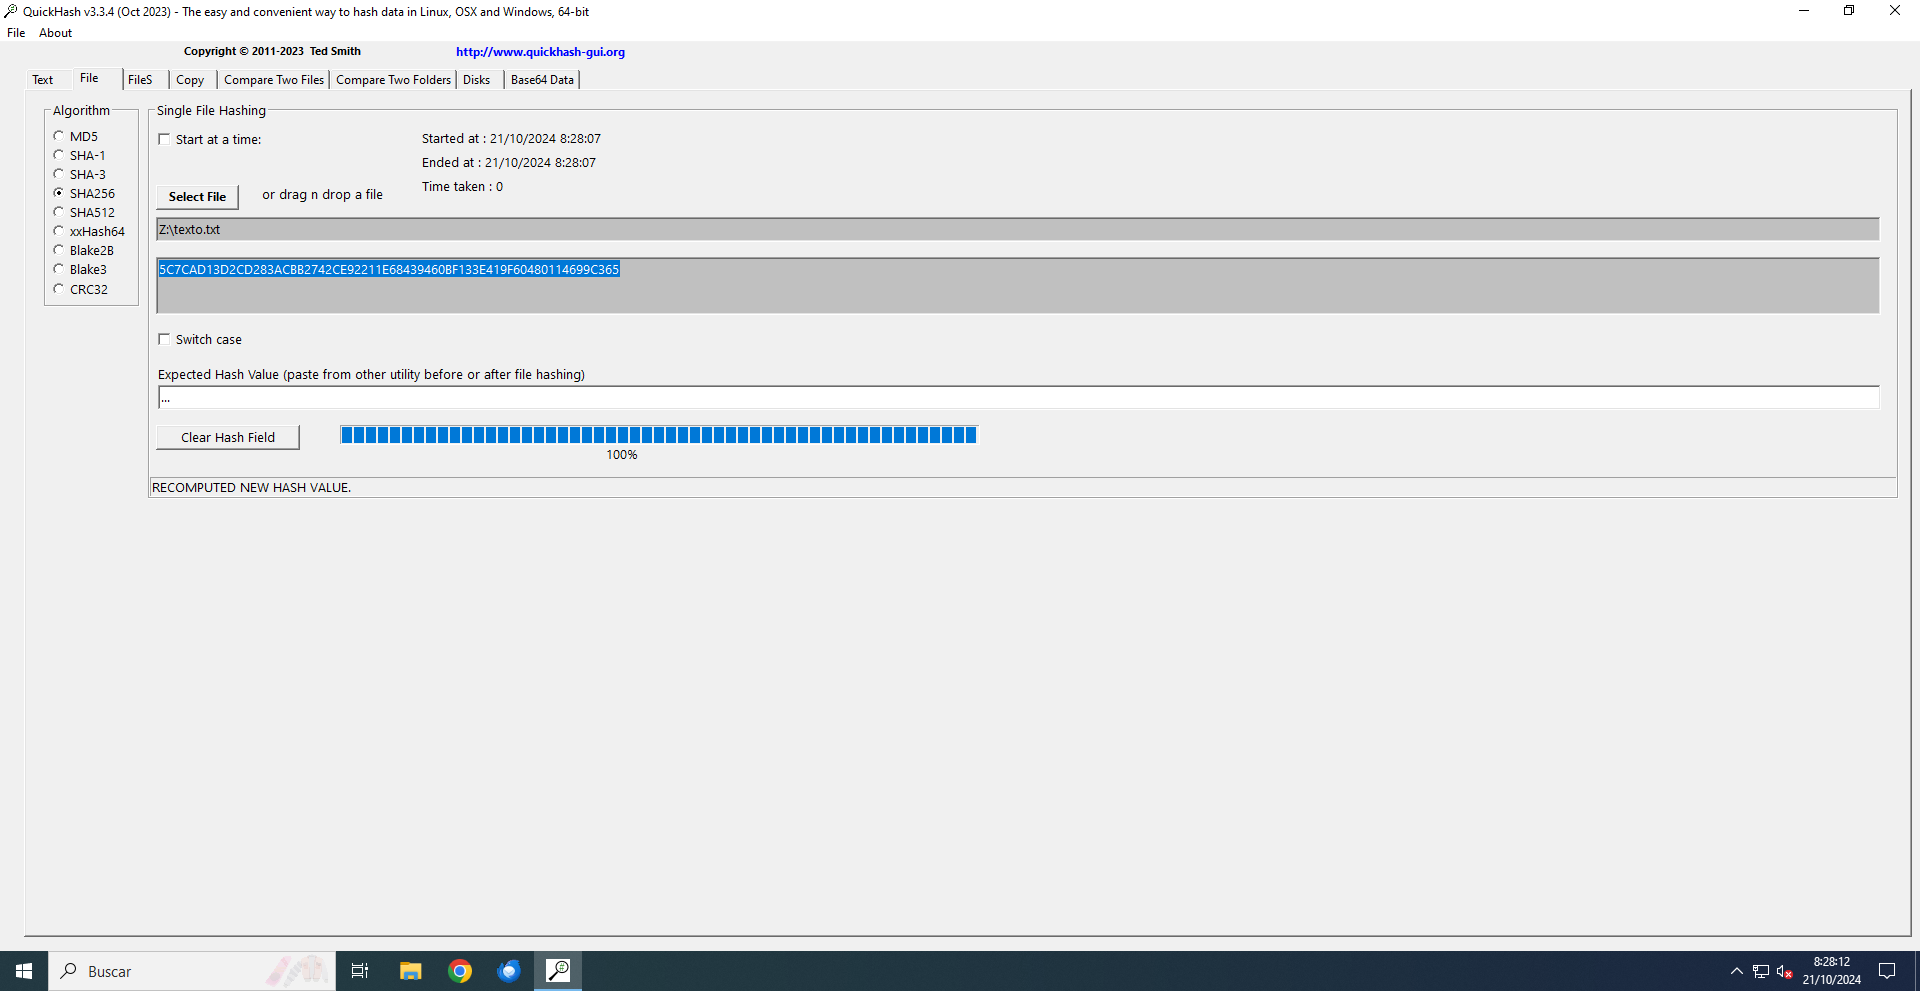 QuickHash v3.3.4 (Oct 2023) - The easy and convenient way to hash data in Linux, OSX and Windows, 64-bit
File About
Copyright © 2011-2023 Ted Smith http://www.quickhash-gui.org
Text File FileS Copy Compare Two Files Compare Two Folders Disks Base64 Data
Algorithm
MD5
SHA-1
SHA-3
SHA256
SHA512
xxHash64
Blake2B
Blake3
CRC32
Single File Hashing
Start at a time:
Started at : 21/10/2024 8:28:07
Ended at : 21/10/2024 8:28:07
Time taken : 0
Select File or drag n drop a file
Z:\texto.txt
5C7CAD13D2CD283ACBB2742CE92211E68439460BF133E419F60480114699C365
Switch case
Expected Hash Value (paste from other utility before or after file hashing)
...
Clear Hash Field
100%
RECOMPUTED NEW HASH VALUE.
Buscar
8:28:12
21/10/2024